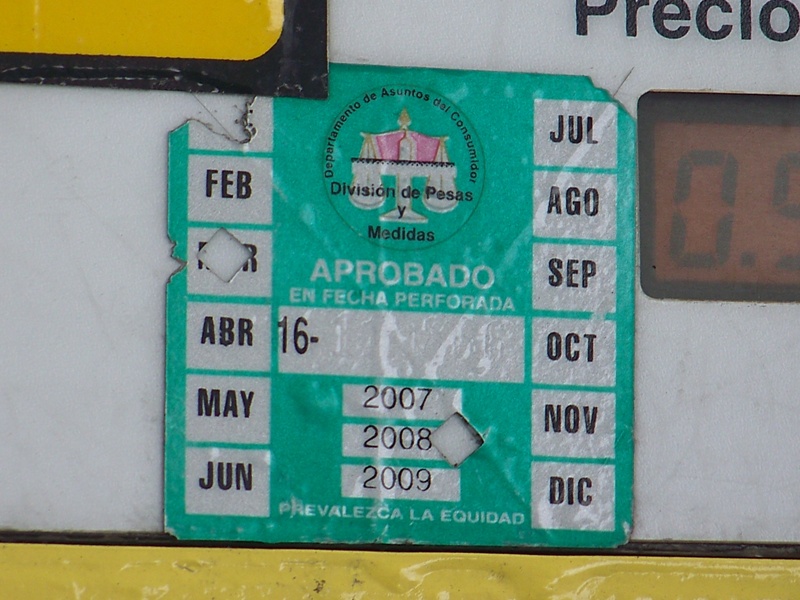 Precio
Departamento de Asuntos del Consumidor
División de Pesas
y
Medidas
APROBADO
EN FECHA PERFORADA
16-
FEB
ABR
MAY
JUN
2007
2008
2009
JUL
AGO
SEP
OCT
NOV
DIC
PREVALEZCA LA EQUIDAD